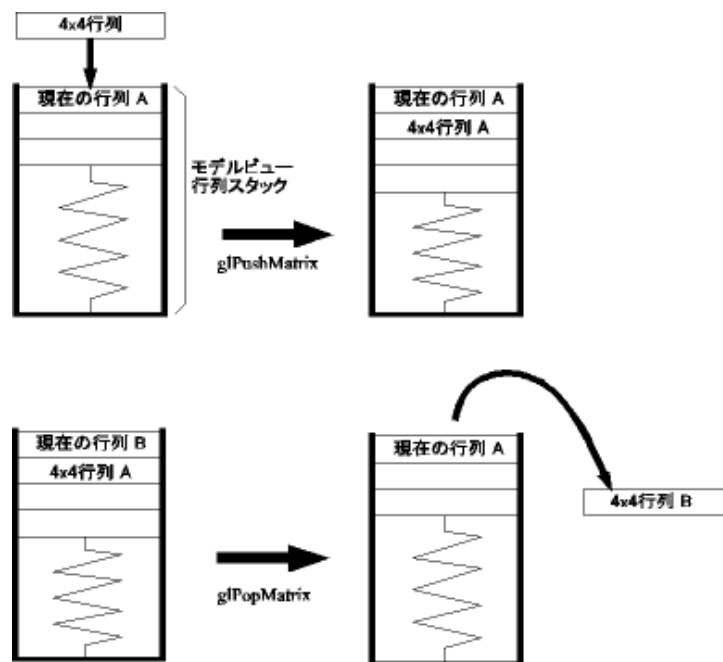 4x4行列
現在の行列 A
モデルビュー
行列スタック
glPushMatrix
現在の行列 A
4x4行列 A
現在の行列 B
4x4行列 A
glPopMatrix
現在の行列 A
4x4行列 B